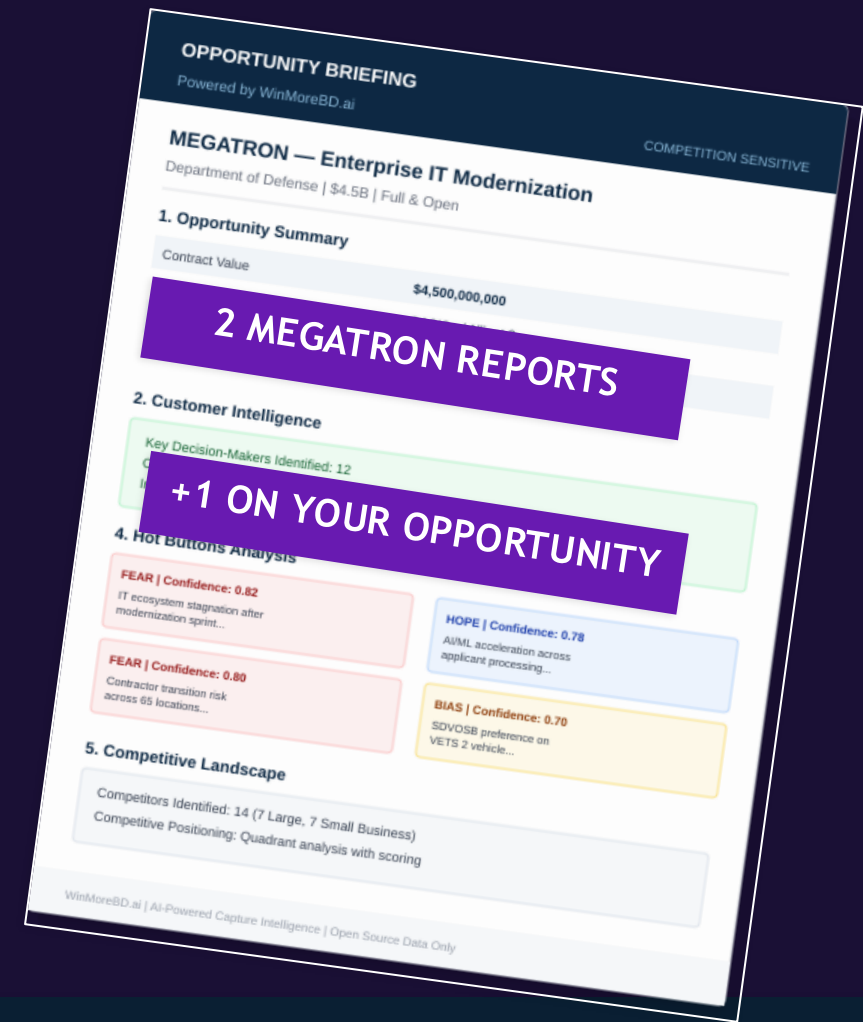 OPPORTUNITY BRIEFING
Powered by WinMoreBD.ai
COMPETITION SENSITIVE
MEGATRON — Enterprise IT Modernization
Department of Defense | $4.5B | Full & Open
1. Opportunity Summary
Contract Value
$4,500,000,000
2 MEGATRON REPORTS
2. Customer Intelligence
Key Decision-Makers Identified: 12
+1 ON YOUR OPPORTUNITY
4. Hot Buttons Analysis
FEAR | Confidence: 0.82
IT ecosystem stagnation after
modernization sprint...
HOPE | Confidence: 0.78
AI/ML acceleration across
applicant processing...
FEAR | Confidence: 0.80
Contractor transition risk
across 65 locations...
BIAS | Confidence: 0.70
SDVOSB preference on
VETS 2 vehicle...
5. Competitive Landscape
Competitors Identified: 14 (7 Large, 7 Small Business)
Competitive Positioning: Quadrant analysis with scoring
WinMoreBD.ai | AI-Powered Capture Intelligence | Open Source Data Only